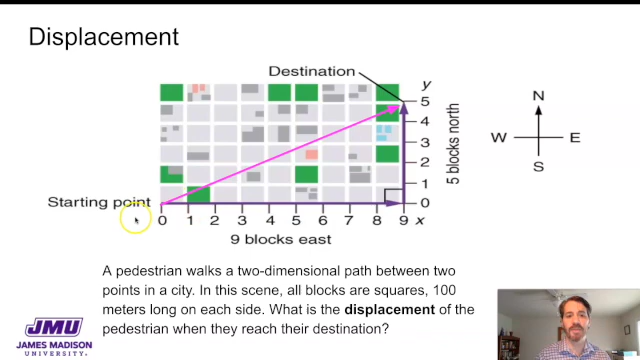 Displacement
Destination
y
5
4
3
2
1
0
5 blocks north
N
W E
S
Starting point
0 1 2 3 4 5 6 7 8 9 x
9 blocks east
A pedestrian walks a two-dimensional path between two
points in a city. In this scene, all blocks are squares, 100
meters long on each side. What is the displacement of the
pedestrian when they reach their destination?
JMU
JAMES MADISON
UNIVERSITY.